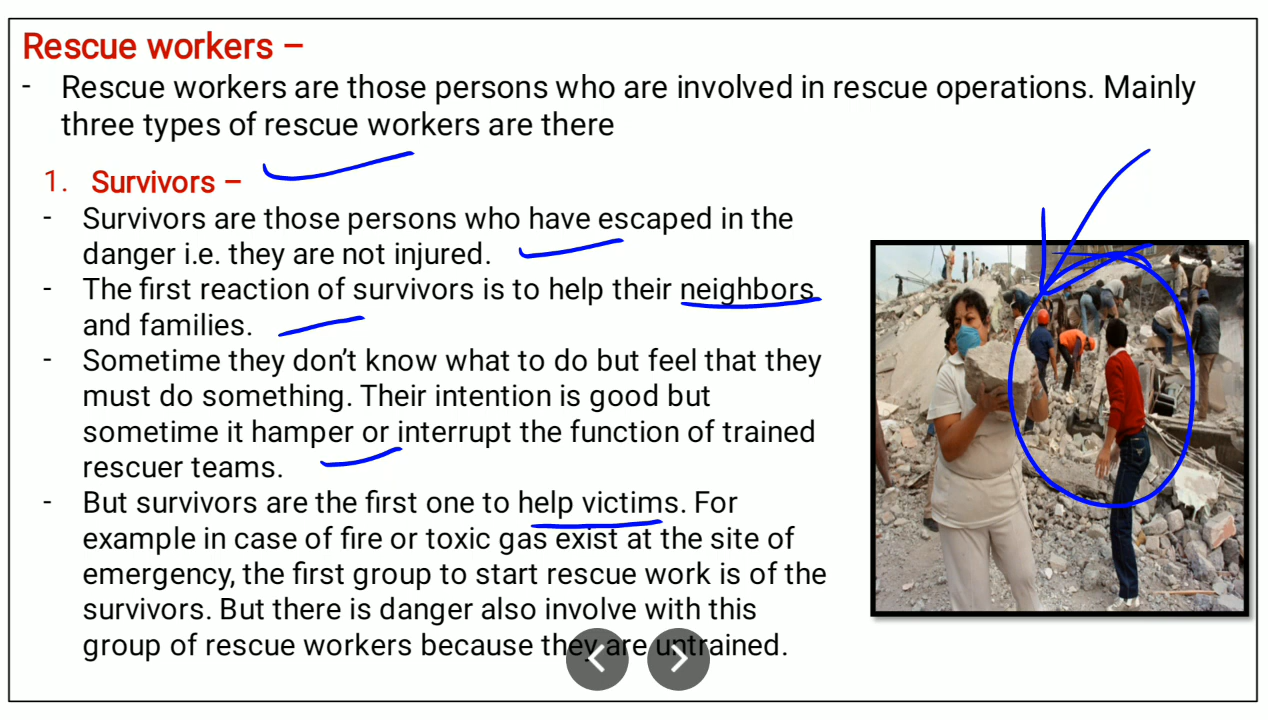 Rescue workers –
- Rescue workers are those persons who are involved in rescue operations. Mainly
three types of rescue workers are there
1. Survivors –
- Survivors are those persons who have escaped in the
danger i.e. they are not injured.
- The first reaction of survivors is to help their neighbors
and families.
- Sometime they don't know what to do but feel that they
must do something. Their intention is good but
sometime it hamper or interrupt the function of trained
rescuer teams.
- But survivors are the first one to help victims. For
example in case of fire or toxic gas exist at the site of
emergency, the first group to start rescue work is of the
survivors. But there is danger also involve with this
group of rescue workers because they are untrained.